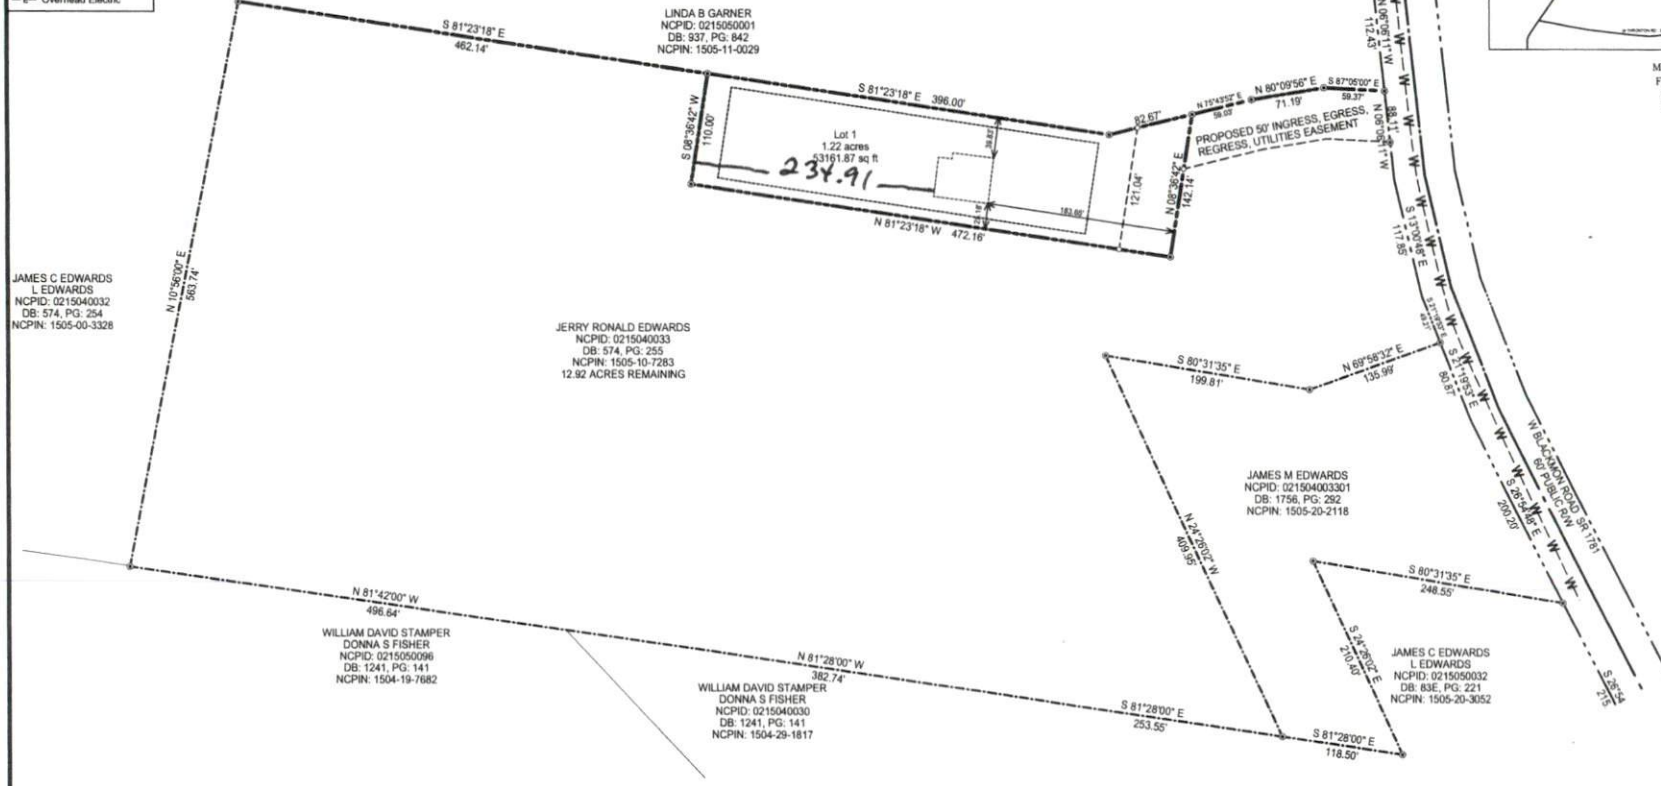 Overhead Electric
LINDA B GARNER
NCPID: 0215050001
DB: 937, PG: 842
NCPIN: 1505-11-0029
S 81°23'18" E
462.14'
S 81°23'18" E 396.00'
82.67'
N 75°43'52" E
59.03'
N 80°09'56" E
71.19'
S 87°05'00" E
59.37'
N 06°06'11" W
112.43'
N 06°06'11" W
88.11'
PROPOSED 50' INGRESS, EGRESS,
REGRESS, UTILITIES EASEMENT
S 08°36'42" W
110.00'
Lot 1
1.22 acres
53161.87 sq ft
234.91
183.66'
121.04'
N 08°36'42" E
142.14'
N 81°23'18" W 472.16'
S 13°00'48" E
117.85'
N 10°56'00" E
563.74'
JAMES C EDWARDS
L EDWARDS
NCPID: 0215040032
DB: 574, PG: 254
NCPIN: 1505-00-3328
JERRY RONALD EDWARDS
NCPID: 0215040033
DB: 574, PG: 255
NCPIN: 1505-10-7283
12.92 ACRES REMAINING
S 80°31'35" E
199.81'
N 69°58'32" E
135.99'
S 21°19'53" E
80.87'
W BLACKMON ROAD SR 1781
60' PUBLIC R/W
S 26°54'48" E
200.20'
JAMES M EDWARDS
NCPID: 021504003301
DB: 1756, PG: 292
NCPIN: 1505-20-2118
N 24°26'02" W
409.95'
S 80°31'35" E
248.55'
S 24°26'02" E
210.40'
JAMES C EDWARDS
L EDWARDS
NCPID: 0215050032
DB: 83E, PG: 221
NCPIN: 1505-20-3052
S 26°54
215
N 81°42'00" W
496.64'
WILLIAM DAVID STAMPER
DONNA S FISHER
NCPID: 0215050096
DB: 1241, PG: 141
NCPIN: 1504-19-7682
N 81°28'00" W
382.74'
WILLIAM DAVID STAMPER
DONNA S FISHER
NCPID: 0215040030
DB: 1241, PG: 141
NCPIN: 1504-29-1817
S 81°28'00" E
253.55'
S 81°28'00" E
118.50'